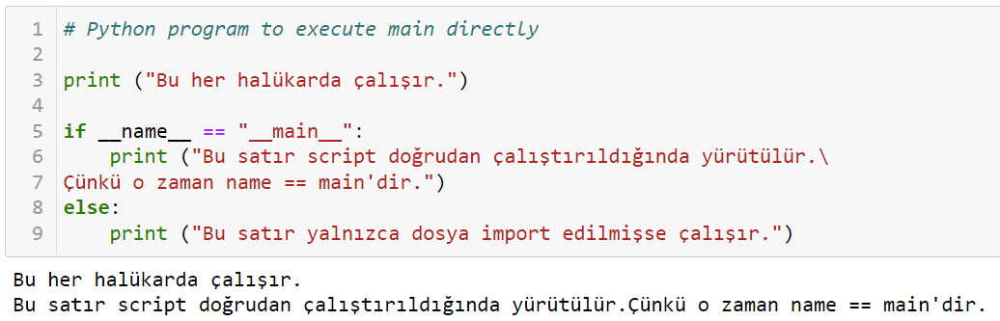 1 # Python program to execute main directly
2
3 print ("Bu her halükarda çalışır.")
4
5 if __name__ == "__main__":
6     print ("Bu satır script doğrudan çalıştırıldığında yürütülür.\
7 Çünkü o zaman name == main'dir.")
8 else:
9     print ("Bu satır yalnızca dosya import edilmişse çalışır.")
Bu her halükarda çalışır.
Bu satır script doğrudan çalıştırıldığında yürütülür.Çünkü o zaman name == main'dir.